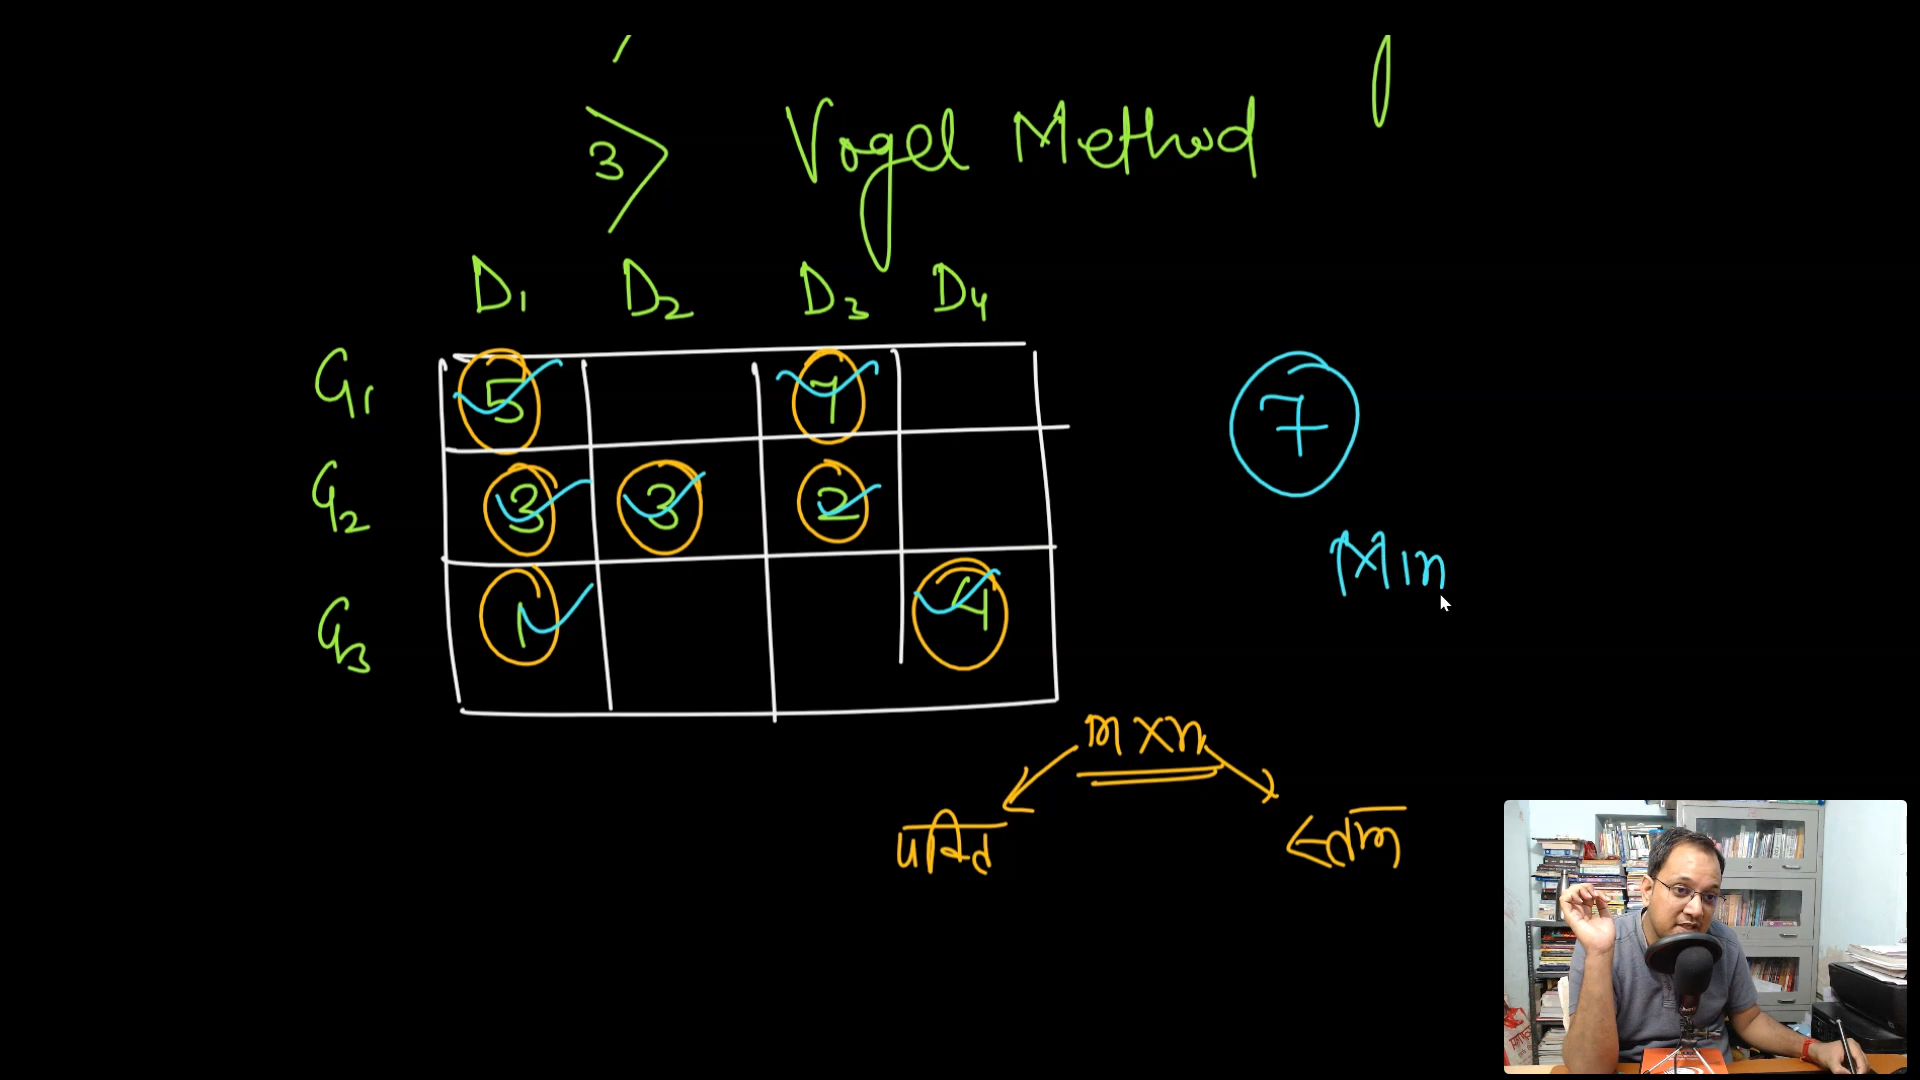 3> Vogel Method
D1 D2 D3 D4
G1 5 7
G2 3 3 2
G3 1 4
7
Min
m×n
पंक्ति
स्तम्भ